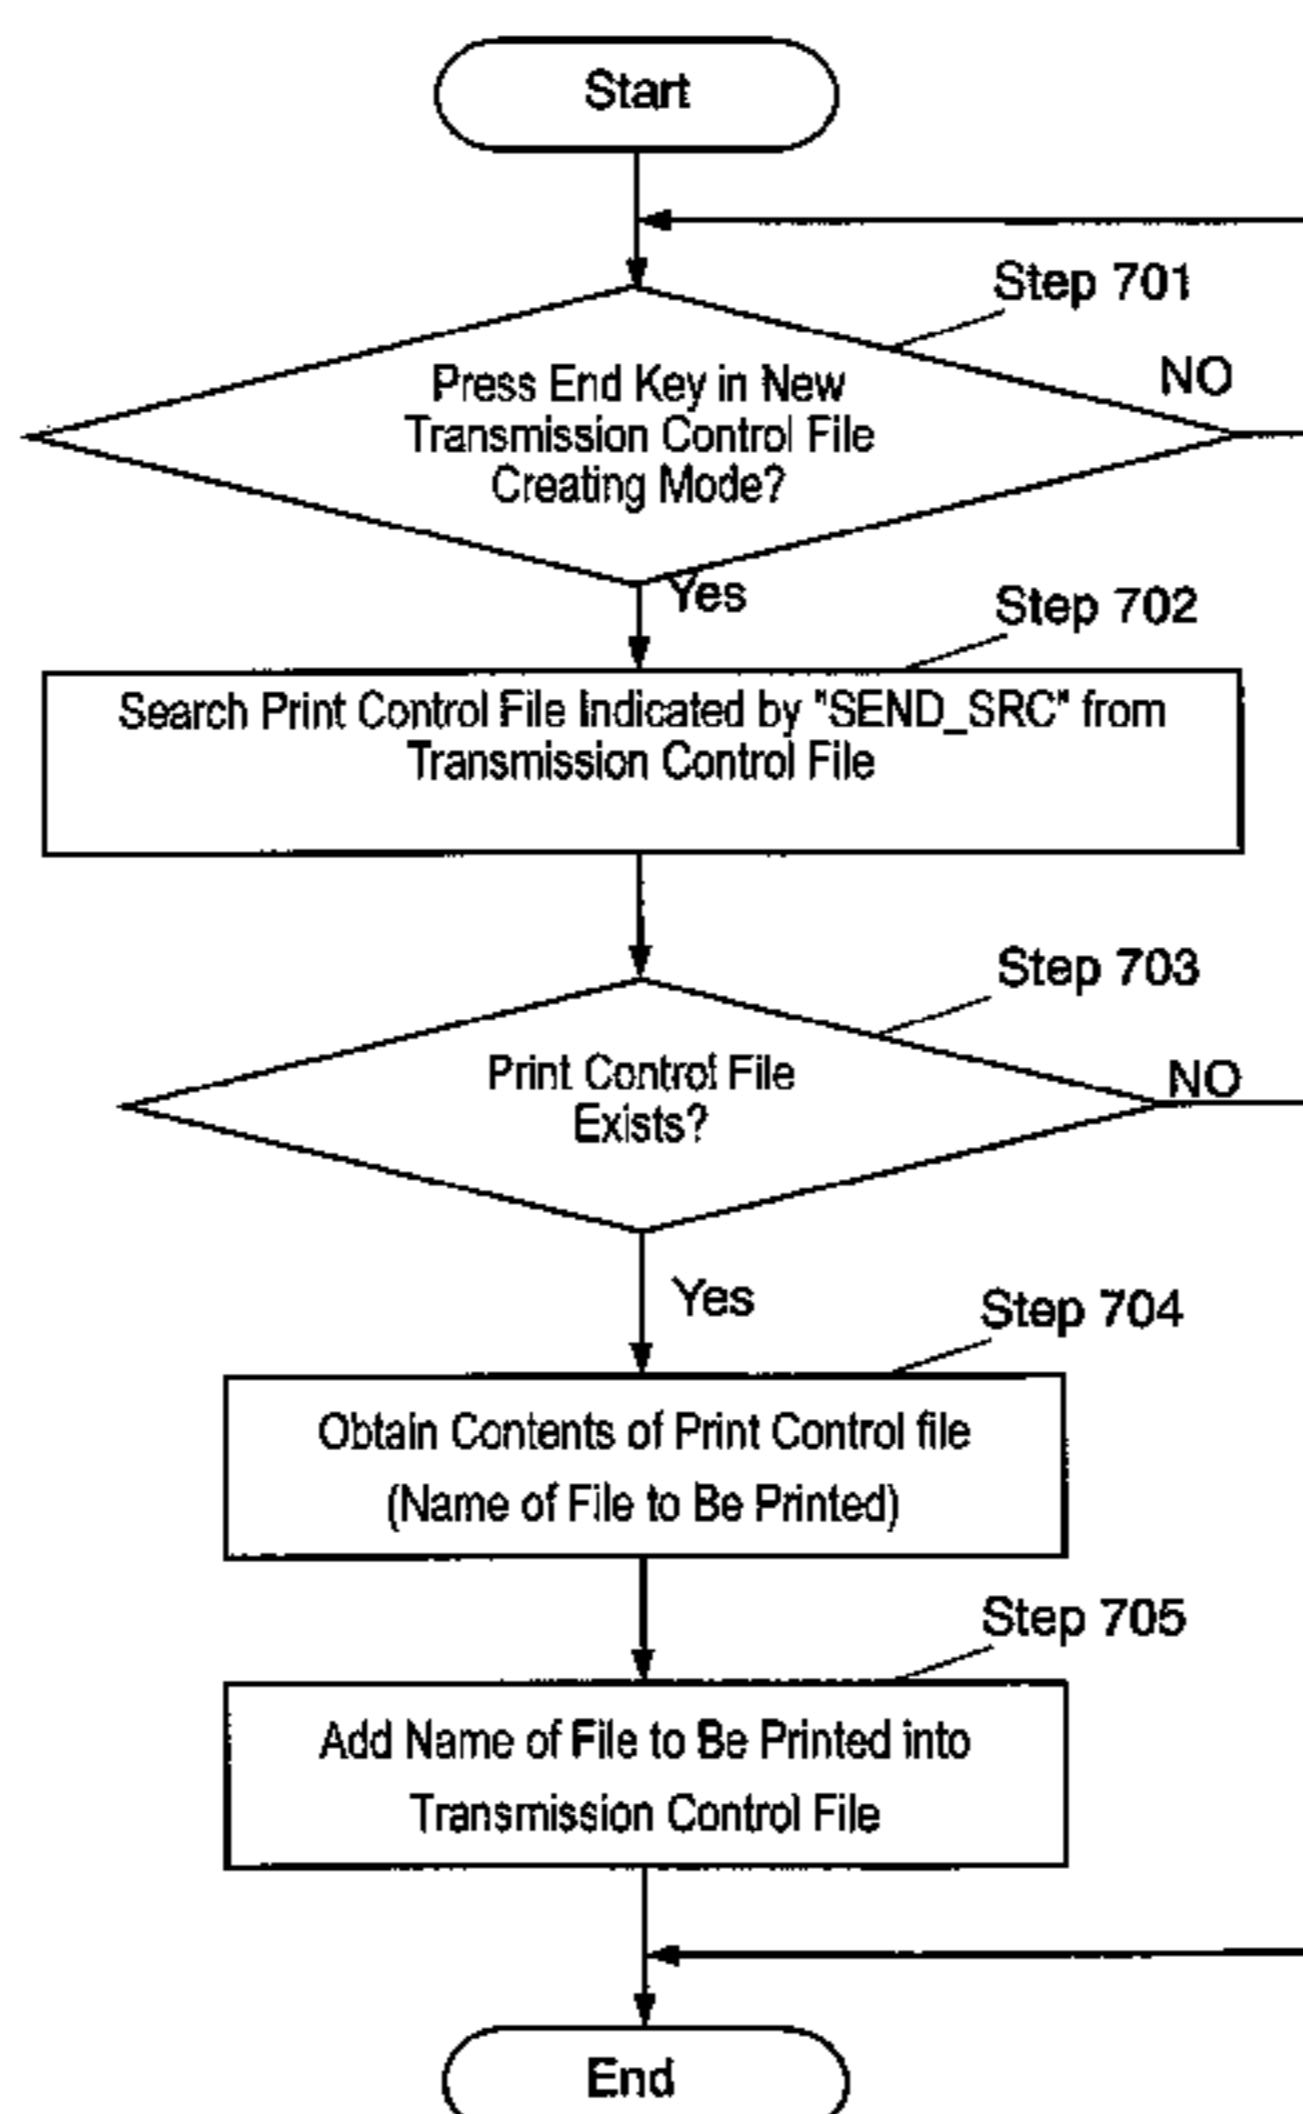 Start
Step 701
NO
Press End Key in New
Transmission Control File
Creating Mode?
Yes
Step 702
Search Print Control File Indicated by "SEND_SRC" from
Transmission Control File
Step 703
NO
Print Control File
Exists?
Yes
Step 704
Obtain Contents of Print Control file
(Name of File to Be Printed)
Step 705
Add Name of File to Be Printed into
Transmission Control File
End